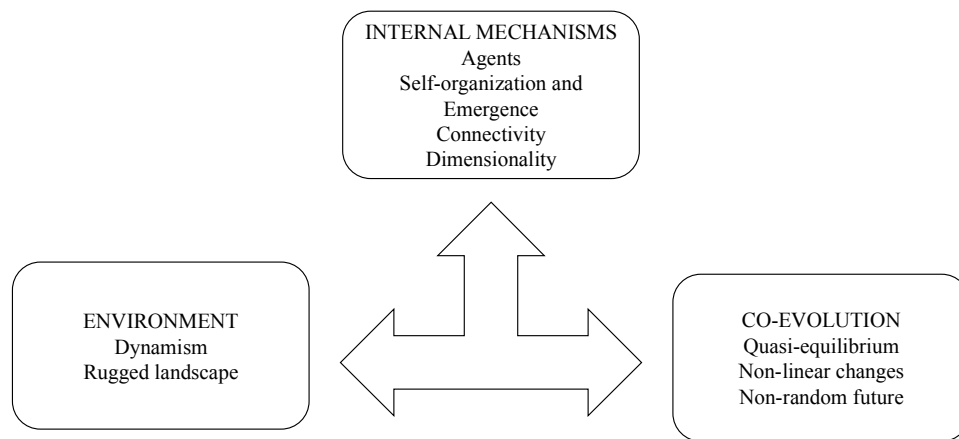 INTERNAL MECHANISMS
Agents
Self-organization and
Emergence
Connectivity
Dimensionality
ENVIRONMENT
Dynamism
Rugged landscape
CO-EVOLUTION
Quasi-equilibrium
Non-linear changes
Non-random future